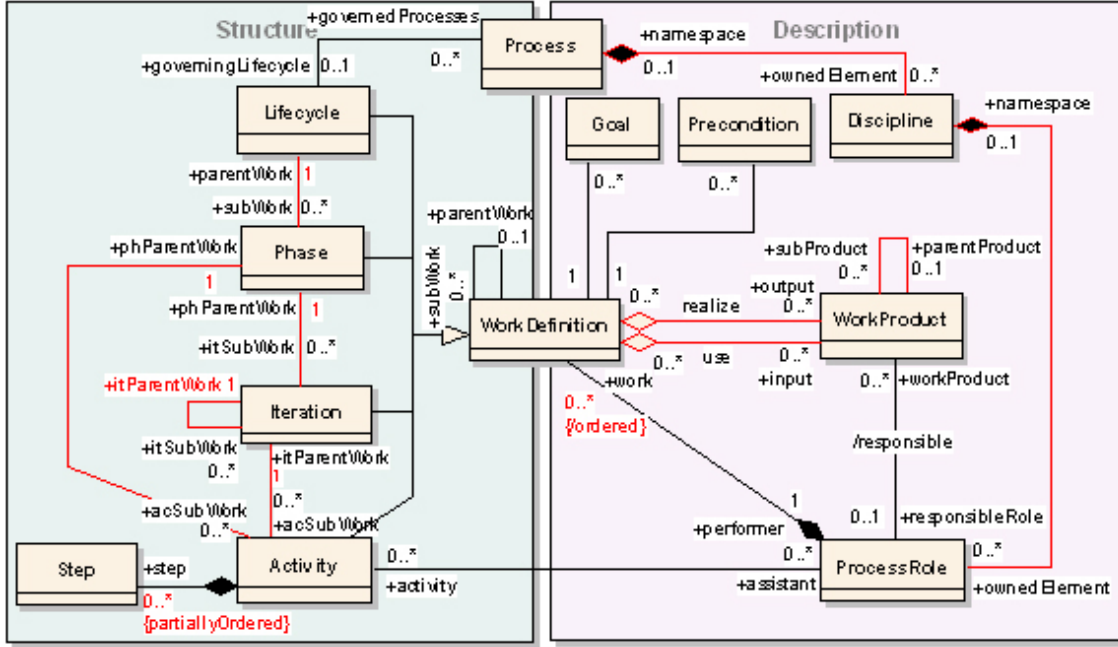 Structure
Description
+governedProcesses
0..*
Process
+namespace
0..1
+governingLifecycle
0..1
+ownedElement
0..*
Lifecycle
Goal
Precondition
Discipline
+namespace
0..1
+parentWork
1
+subWork
0..*
0..*
0..*
+phParentWork
1
Phase
+parentWork
0..1
+subWork
0..*
+subProduct
0..*
+parentProduct
0..1
+phParentWork
1
1
1
0..*
+output
0..*
realize
WorkDefinition
WorkProduct
+itSubWork
0..*
0..*
use
0..*
+input
+work
0..*
{/ordered}
0..*
+workProduct
+itParentWork 1
Iteration
+itSubWork
0..*
+itParentWork
1
0..*
/responsible
+acSubWork
0..*
+acSubWork
1
+performer
0..1
+responsibleRole
Step
+step
0..*
{partiallyOrdered}
Activity
0..*
+activity
0..*
+assistant
ProcessRole
0..*
+ownedElement